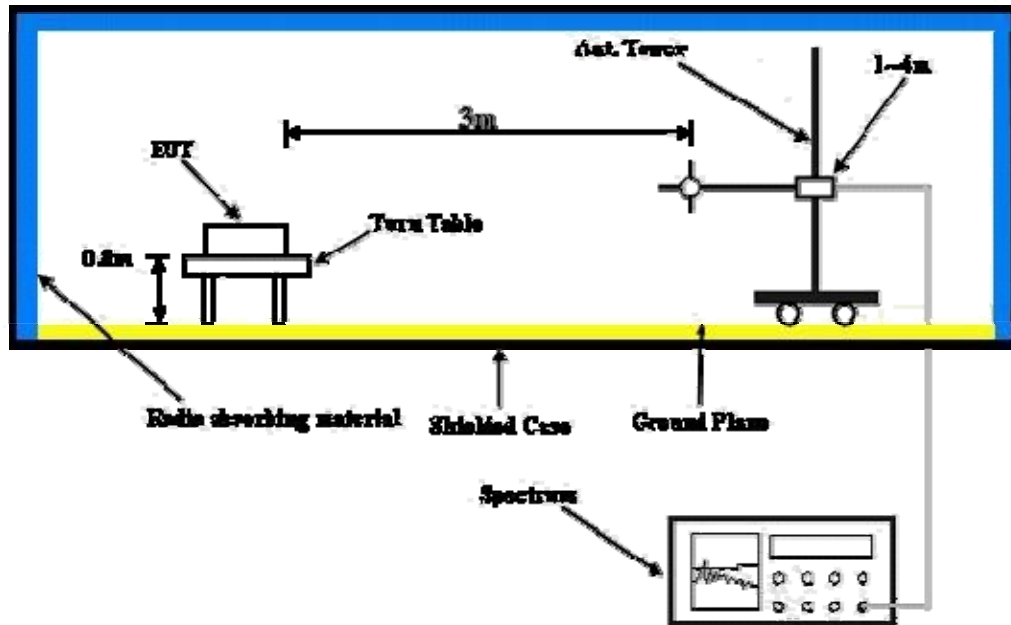 Ant. Tower
1~4m
3m
EUT
Turn Table
0.8m
Radio absorbing material
Shielded Case
Ground Plane
Spectrum